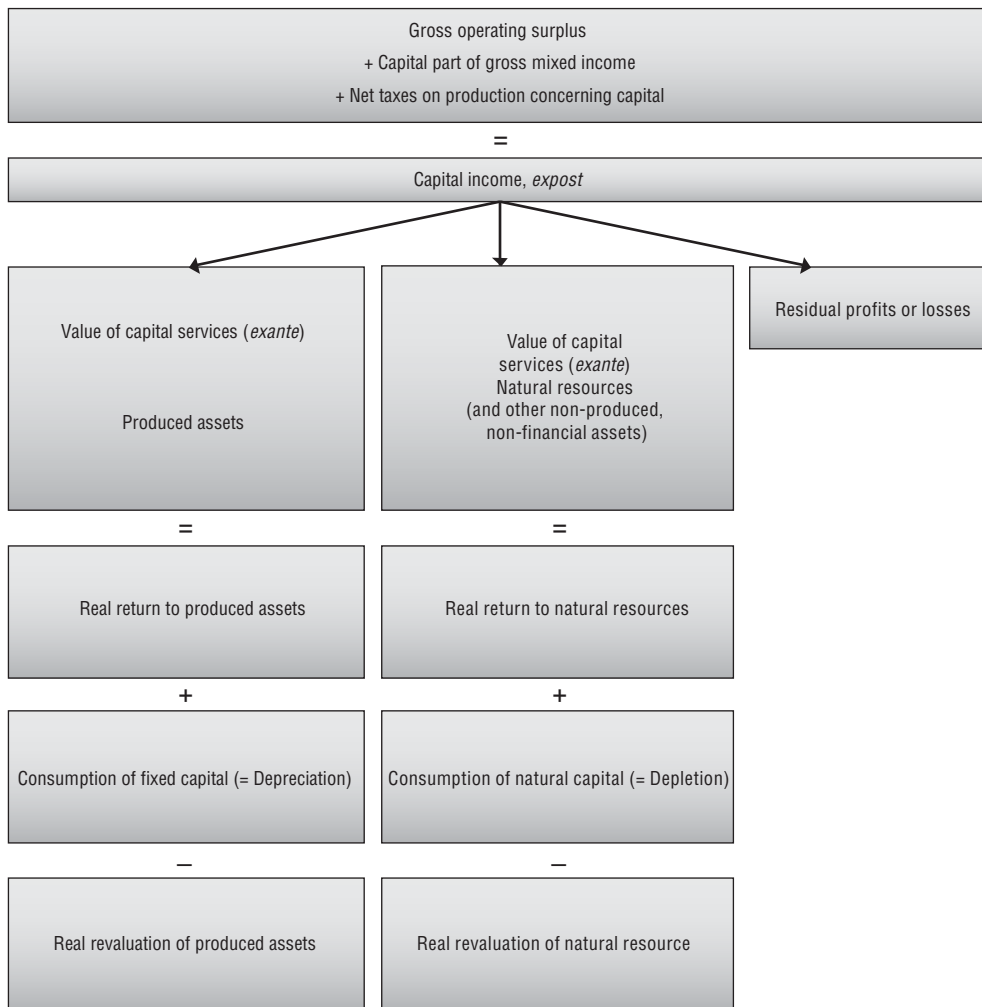 Gross operating surplus
+ Capital part of gross mixed income
+ Net taxes on production concerning capital
=
Capital income, expost
Value of capital services (exante)
Produced assets
Value of capital
services (exante)
Natural resources
(and other non-produced,
non-financial assets)
Residual profits or losses
=
=
Real return to produced assets
Real return to natural resources
+
+
Consumption of fixed capital (= Depreciation)
Consumption of natural capital (= Depletion)
–
–
Real revaluation of produced assets
Real revaluation of natural resource